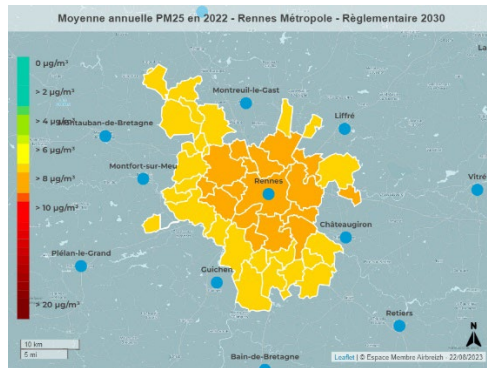 Moyenne annuelle PM25 en 2022 - Rennes Métropole - Règlementaire 2030
0 µg/m³
> 2 µg/m³
> 4 µg/m³
> 6 µg/m³
> 8 µg/m³
> 10 µg/m³
> 20 µg/m³
Montreuil-le-Gast
Montauban-de-Bretagne
Liffré
La
Montfort-sur-Meu
Rennes
Vitré
Châteaugiron
Plélan-le-Grand
Guichen
Retiers
Bain-de-Bretagne
N
10 km
5 mi
Leaflet | © Espace Membre Airbreizh - 22/08/2023